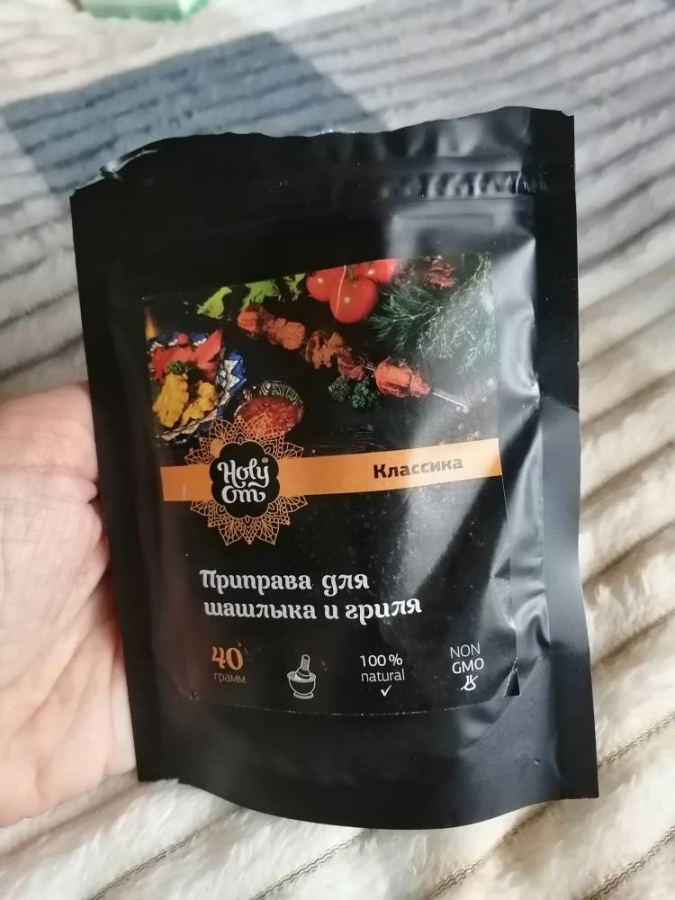 Holy
Om
Классика
Приправа для
шашлыка и гриля
40
грамм
100%
natural
NON
GMO